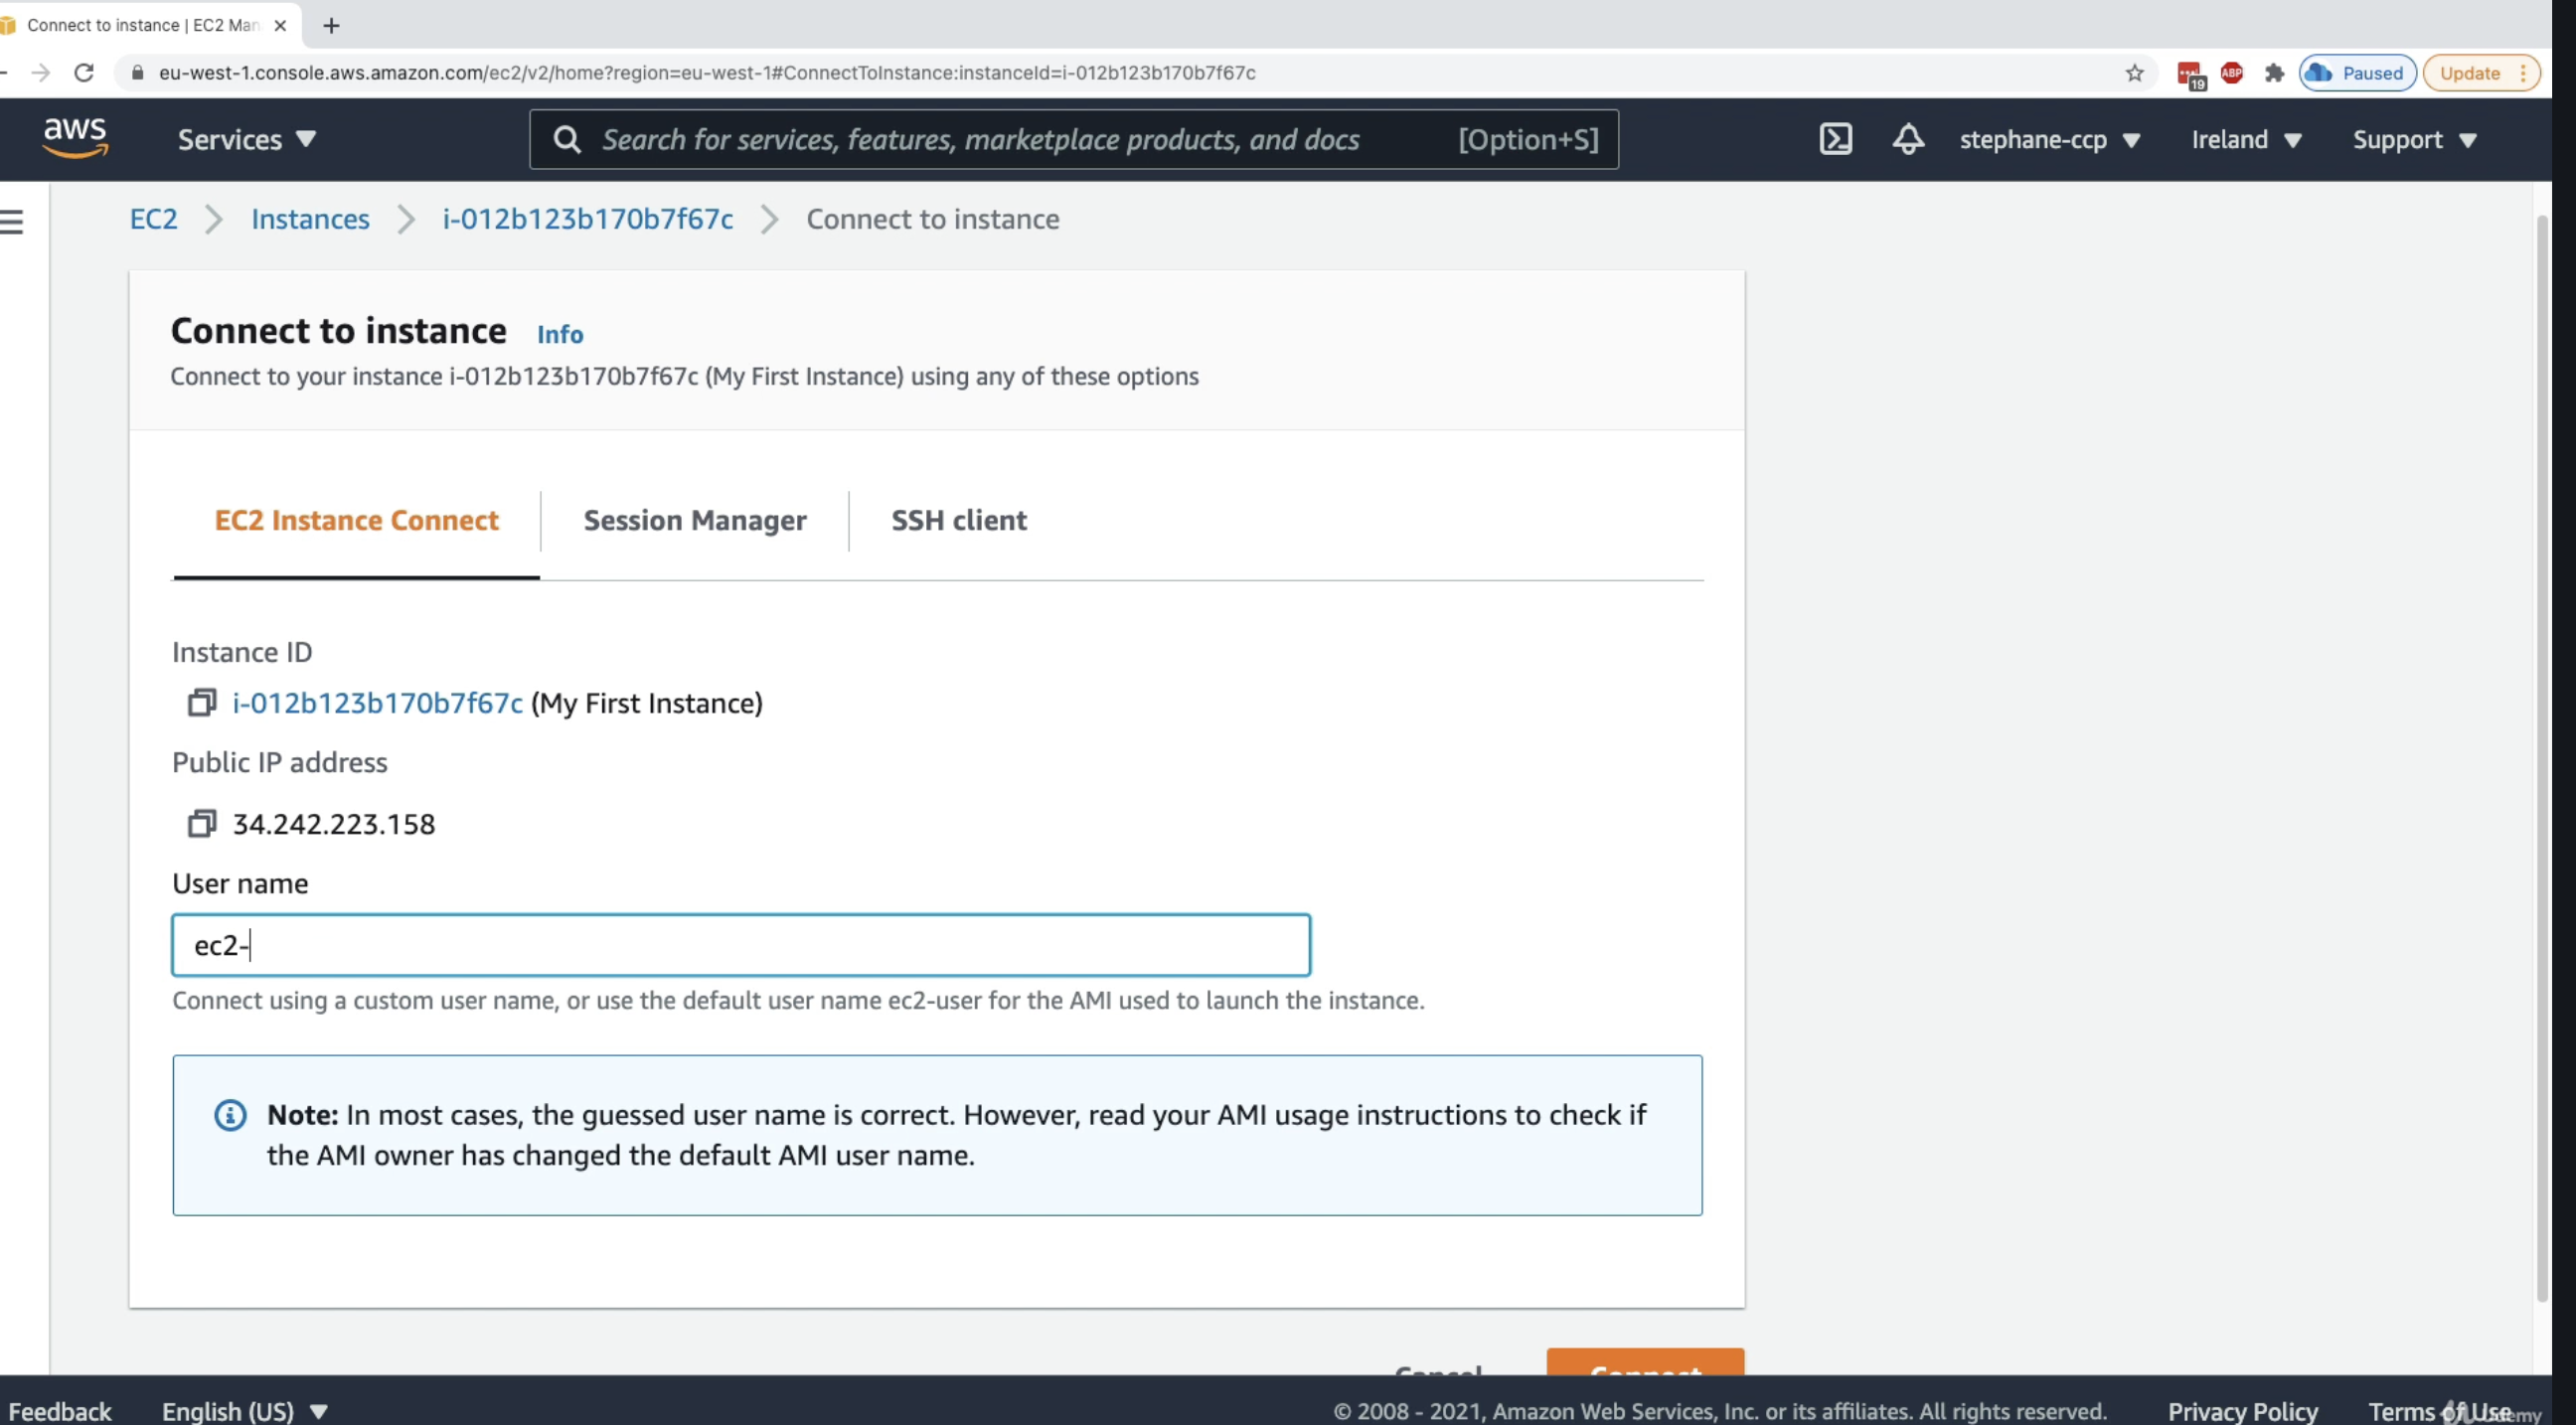 Connect to instance | EC2 Man
eu-west-1.console.aws.amazon.com/ec2/v2/home?region=eu-west-1#ConnectToInstance:instanceId=i-012b123b170b7f67c
19
ABP
Paused
Update
aws
Services
Search for services, features, marketplace products, and docs
[Option+S]
stephane-ccp
Ireland
Support
EC2
Instances
i-012b123b170b7f67c
Connect to instance
Connect to instance
Info
Connect to your instance i-012b123b170b7f67c (My First Instance) using any of these options
EC2 Instance Connect
Session Manager
SSH client
Instance ID
i-012b123b170b7f67c (My First Instance)
Public IP address
34.242.223.158
User name
ec2-
Connect using a custom user name, or use the default user name ec2-user for the AMI used to launch the instance.
Note: In most cases, the guessed user name is correct. However, read your AMI usage instructions to check if
the AMI owner has changed the default AMI user name.
Cancel
Connect
Feedback
English (US)
© 2008 - 2021, Amazon Web Services, Inc. or its affiliates. All rights reserved.
Privacy Policy
Terms of Use